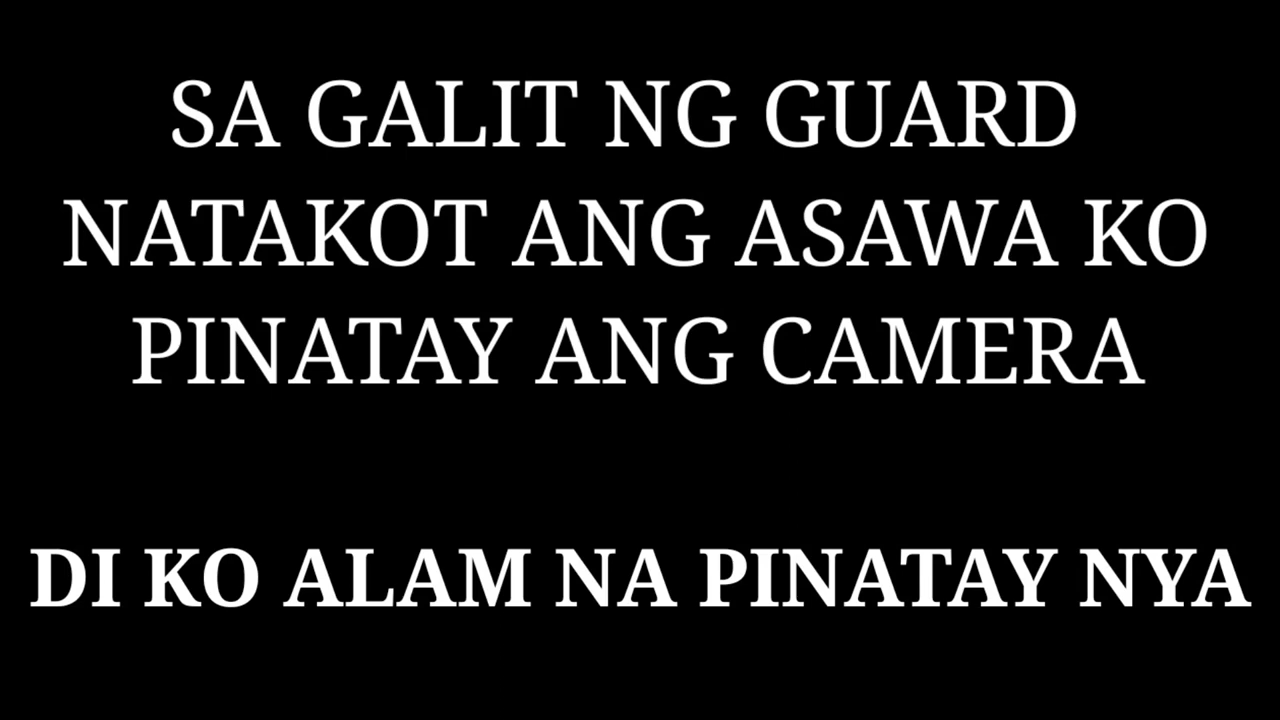 SA GALIT NG GUARD
NATAKOT ANG ASAWA KO
PINATAY ANG CAMERA
DI KO ALAM NA PINATAY NYA